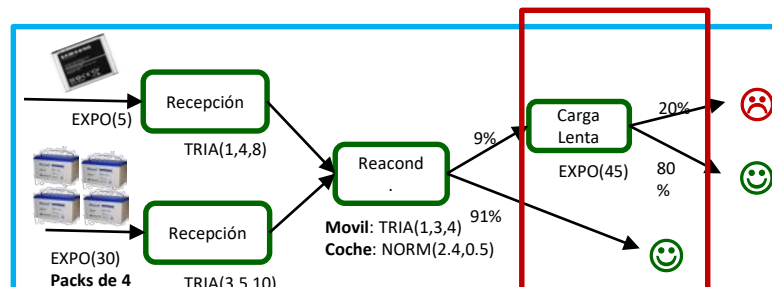 SAMSUNG
Recepción
EXPO(5)
TRIA(1,4,8)
Carga
Lenta
20%
9%
EXPO(45)
80
%
Reacond
.
Recepción
Movil: TRIA(1,3,4)
91%
Coche: NORM(2.4,0.5)
EXPO(30)
Packs de 4
TRIA(3,5,10)